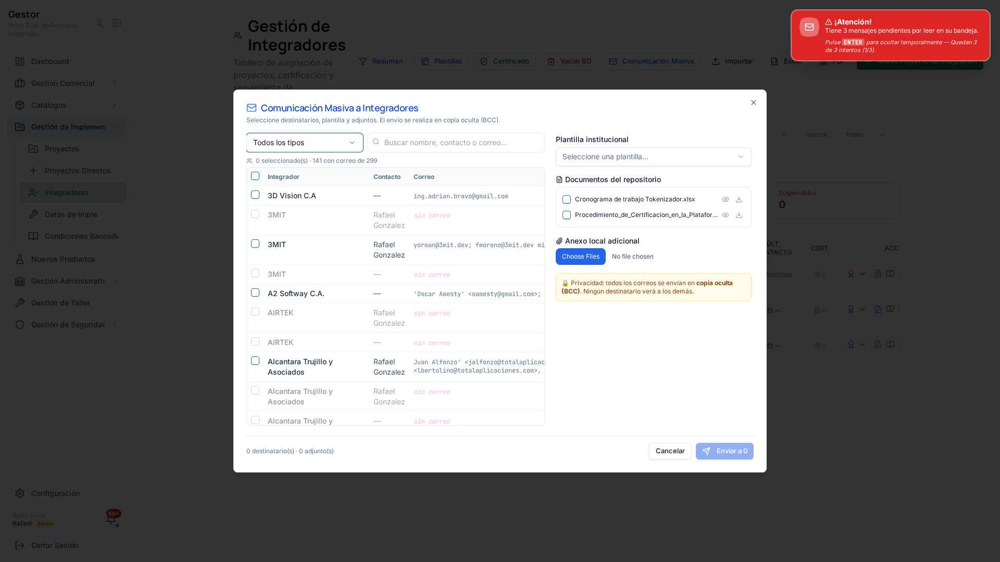 Gestor
Work Flow de Procesos
Integrales
Dashboard
Gestion Comercial
Catálogos
Gestión de Implemen
Proyectos
Proyectos Directos
Integradores
Datos de Imple
Condiciones Banco/M
Nuevos Productos
Gestión Administrativ
Gestión de Taller
Gestión de Seguridad
Configuración
Rafael Admin
99+
Cerrar Sesión
Gestión de
Integradores
Tablero de asignación de
proyectos, certificación y
seguimiento de
Resumen
Plantillas
Certificado
Vaciar BD
Comunicación Masiva
Importar
Excel
PDF
Nuevo Proyecto de Integración
¡Atención!
Tiene 3 mensajes pendientes por leer en su bandeja.
Pulse ENTER para ocultar temporalmente — Quedan 3
de 3 intentos (1/3).
GESTOR:
Todos
Suspendidos
0
ÚLT.
CERT.
ACC
Comunicación Masiva a Integradores
Seleccione destinatarios, plantilla y adjuntos. El envío se realiza en copia oculta (BCC).
Todos los tipos
Buscar nombre, contacto o correo...
0 seleccionado(s) · 141 con correo de 299
Integrador Contacto Correo
3D Vision C.A — ing.adrian.bravo@gmail.com
3MIT Rafael Gonzalez sin correo
3MIT Rafael Gonzalez yorman@3mit.dev; fmoreno@3mit.dev mi
3MIT — sin correo
A2 Softway C.A. — 'Oscar Amesty' <oamesty@gmail.com>;
AIRTEK Rafael Gonzalez sin correo
AIRTEK — sin correo
Alcantara Trujillo y Asociados Rafael Gonzalez Juan Alfonzo' <jalfonzo@totalaplicac
<lbertolino@totalaplicaciones.com>,
Alcantara Trujillo y Asociados Rafael Gonzalez sin correo
Alcantara Trujillo y — sin correo
Plantilla institucional
Seleccione una plantilla...
Documentos del repositorio
Cronograma de trabajo Tokenizador.xlsx
Procedimiento_de_Certificacion_en_la_Platafor...
Anexo local adicional
Choose Files No file chosen
🔒 Privacidad: todos los correos se envían en copia oculta
(BCC). Ningún destinatario verá a los demás.
0 destinatario(s) · 0 adjunto(s)
Cancelar
Enviar a 0